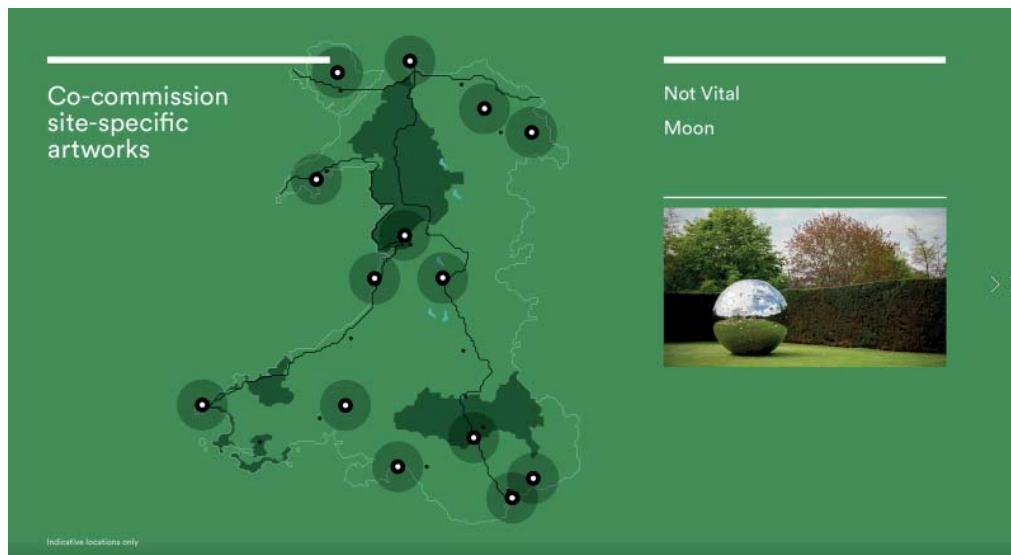 Co-commission
site-specific
artworks
Not Vital
Moon
Indicative locations only